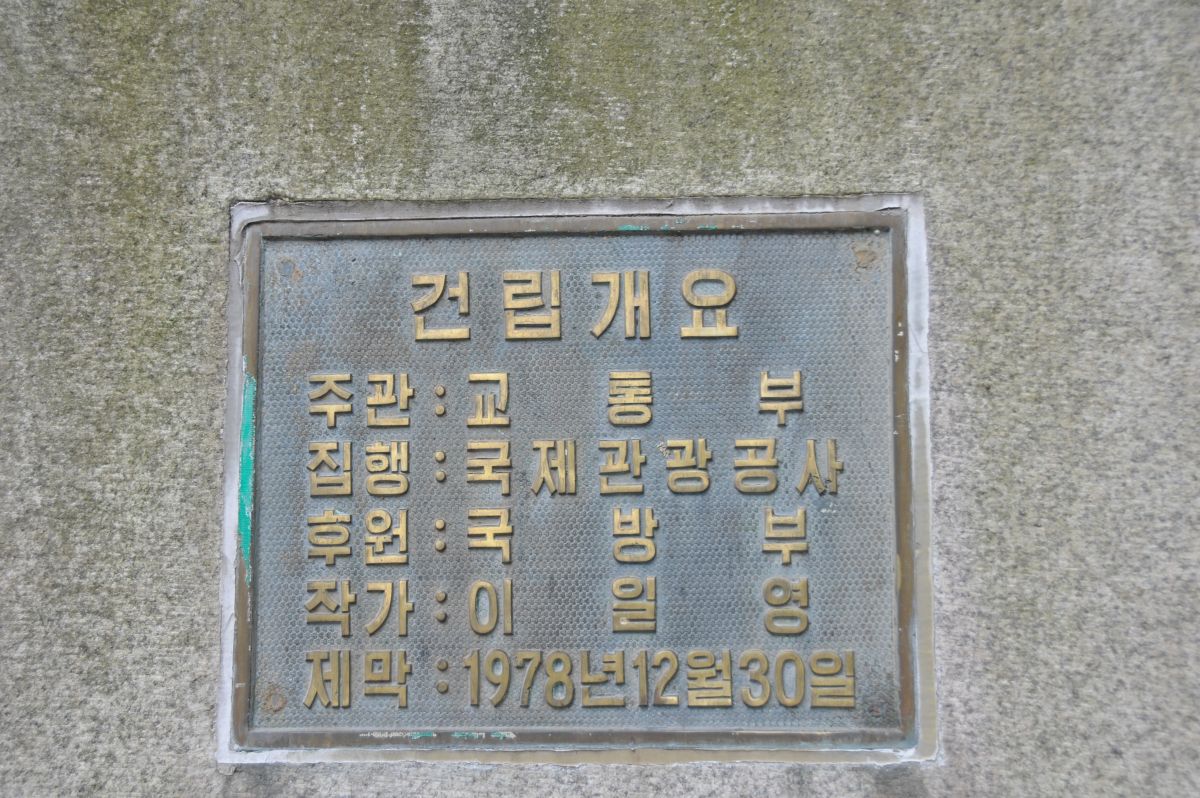 건립개요
주관:교통부
집행:국제관광공사
후원:국방부
작가:이일영
제막:1978년12월30일